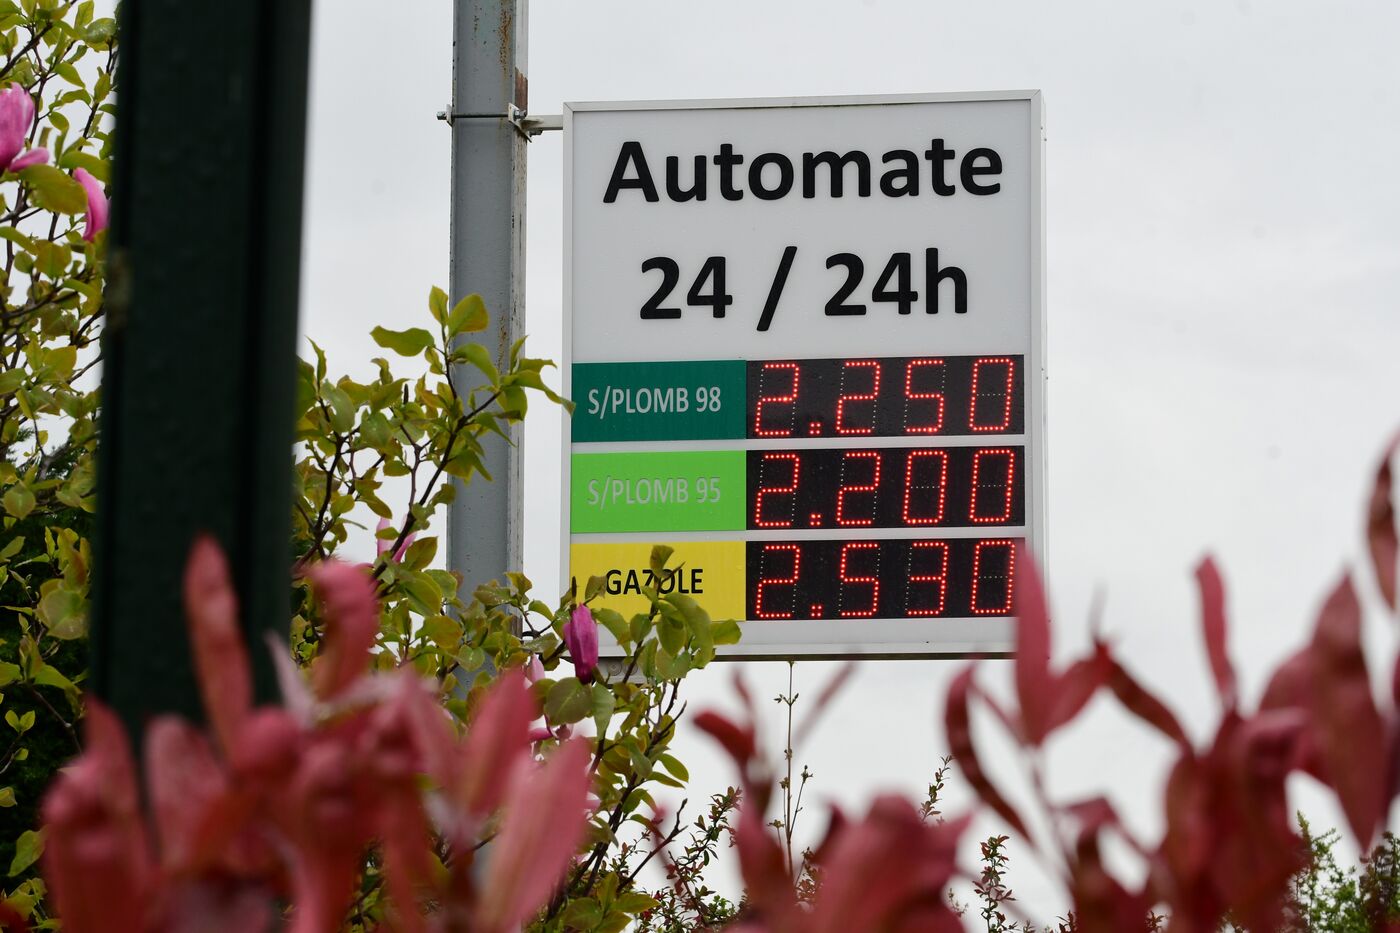 Automate
24 / 24h
S/PLOMB 98 2.250
S/PLOMB 95 2.200
GAZOLE 2.530